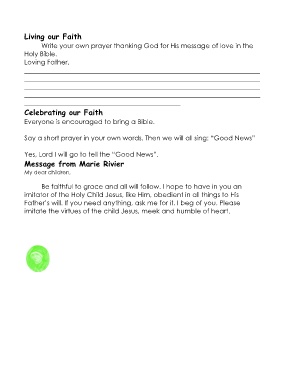 Living our Faith
Write your own prayer thanking God for His message of love in the
Holy Bible.
Loving Father,
Celebrating our Faith
Everyone is encouraged to bring a Bible.
Say a short prayer in your own words. Then we will all sing: “Good News”
Yes, Lord I will go to tell the “Good News”.
Message from Marie Rivier
My dear children,
Be faithful to grace and all will follow. I hope to have in you an
imitator of the Holy Child Jesus, like Him, obedient in all things to His
Father’s will. If you need anything, ask me for it, I beg of you. Please
imitate the virtues of the child Jesus, meek and humble of heart.